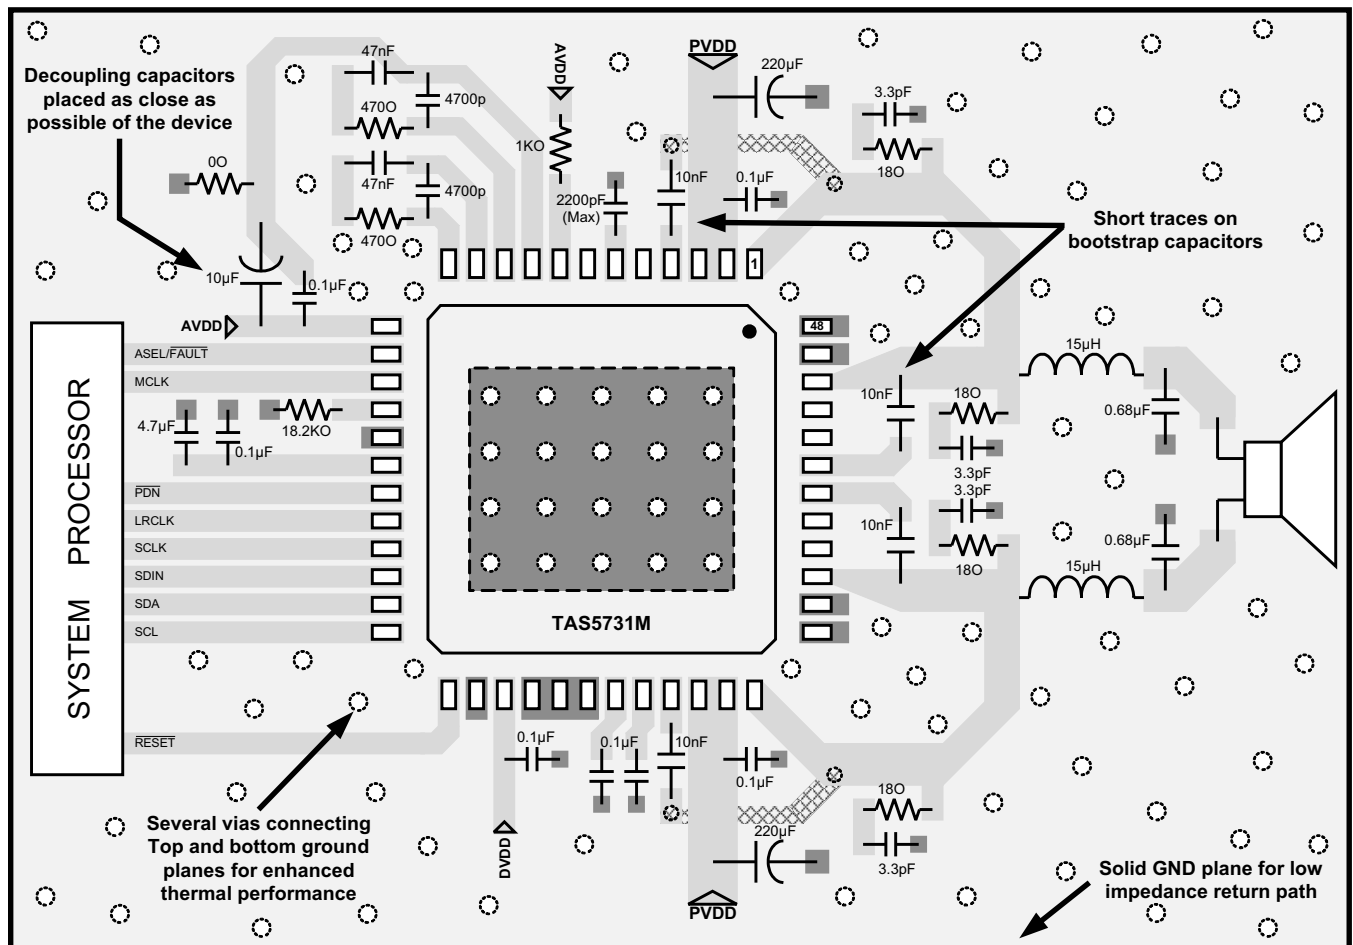 Decoupling capacitors
placed as close as
possible of the device
47nF
4700p
470O
47nF
4700p
470O
0O
AVDD
1KO
2200pF
(Max)
10nF
PVDD
220µF
0.1µF
3.3pF
18O
Short traces on
bootstrap capacitors
10µF
0.1µF
AVDD
1
48
SYSTEM PROCESSOR
ASEL/FAULT
MCLK
4.7µF
0.1µF
18.2KO
PDN
LRCLK
SCLK
SDIN
SDA
SCL
RESET
TAS5731M
10nF
18O
3.3pF
3.3pF
10nF
18O
15µH
0.68µF
0.68µF
15µH
0.1µF
0.1µF
10nF
0.1µF
DVDD
220µF
PVDD
18O
3.3pF
Several vias connecting
Top and bottom ground
planes for enhanced
thermal performance
Solid GND plane for low
impedance return path